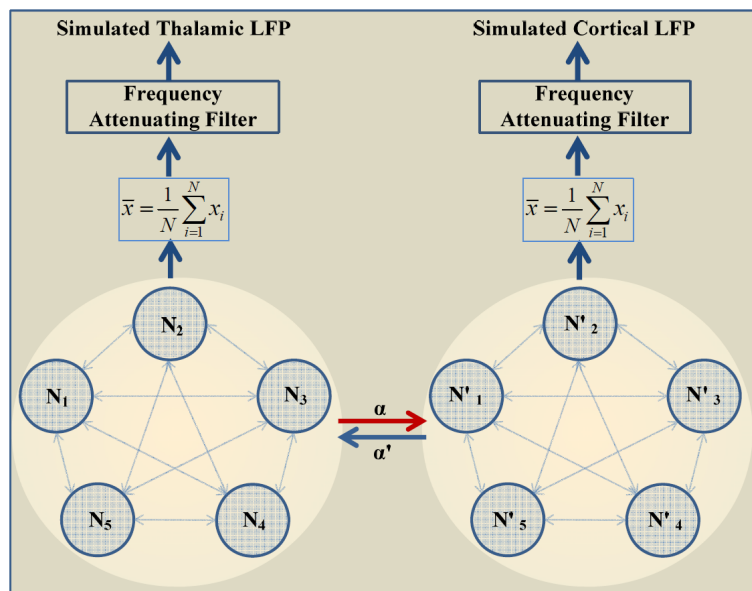 Simulated Thalamic LFP
Simulated Cortical LFP
Frequency
Attenuating Filter
Frequency
Attenuating Filter
x̄ = 1/N ∑_{i=1}^{N} x_i
x̄ = 1/N ∑_{i=1}^{N} x_i
N₂
N'₂
N₁
N₃
α
α'
N'₁
N'₃
N₅
N₄
N'₅
N'₄